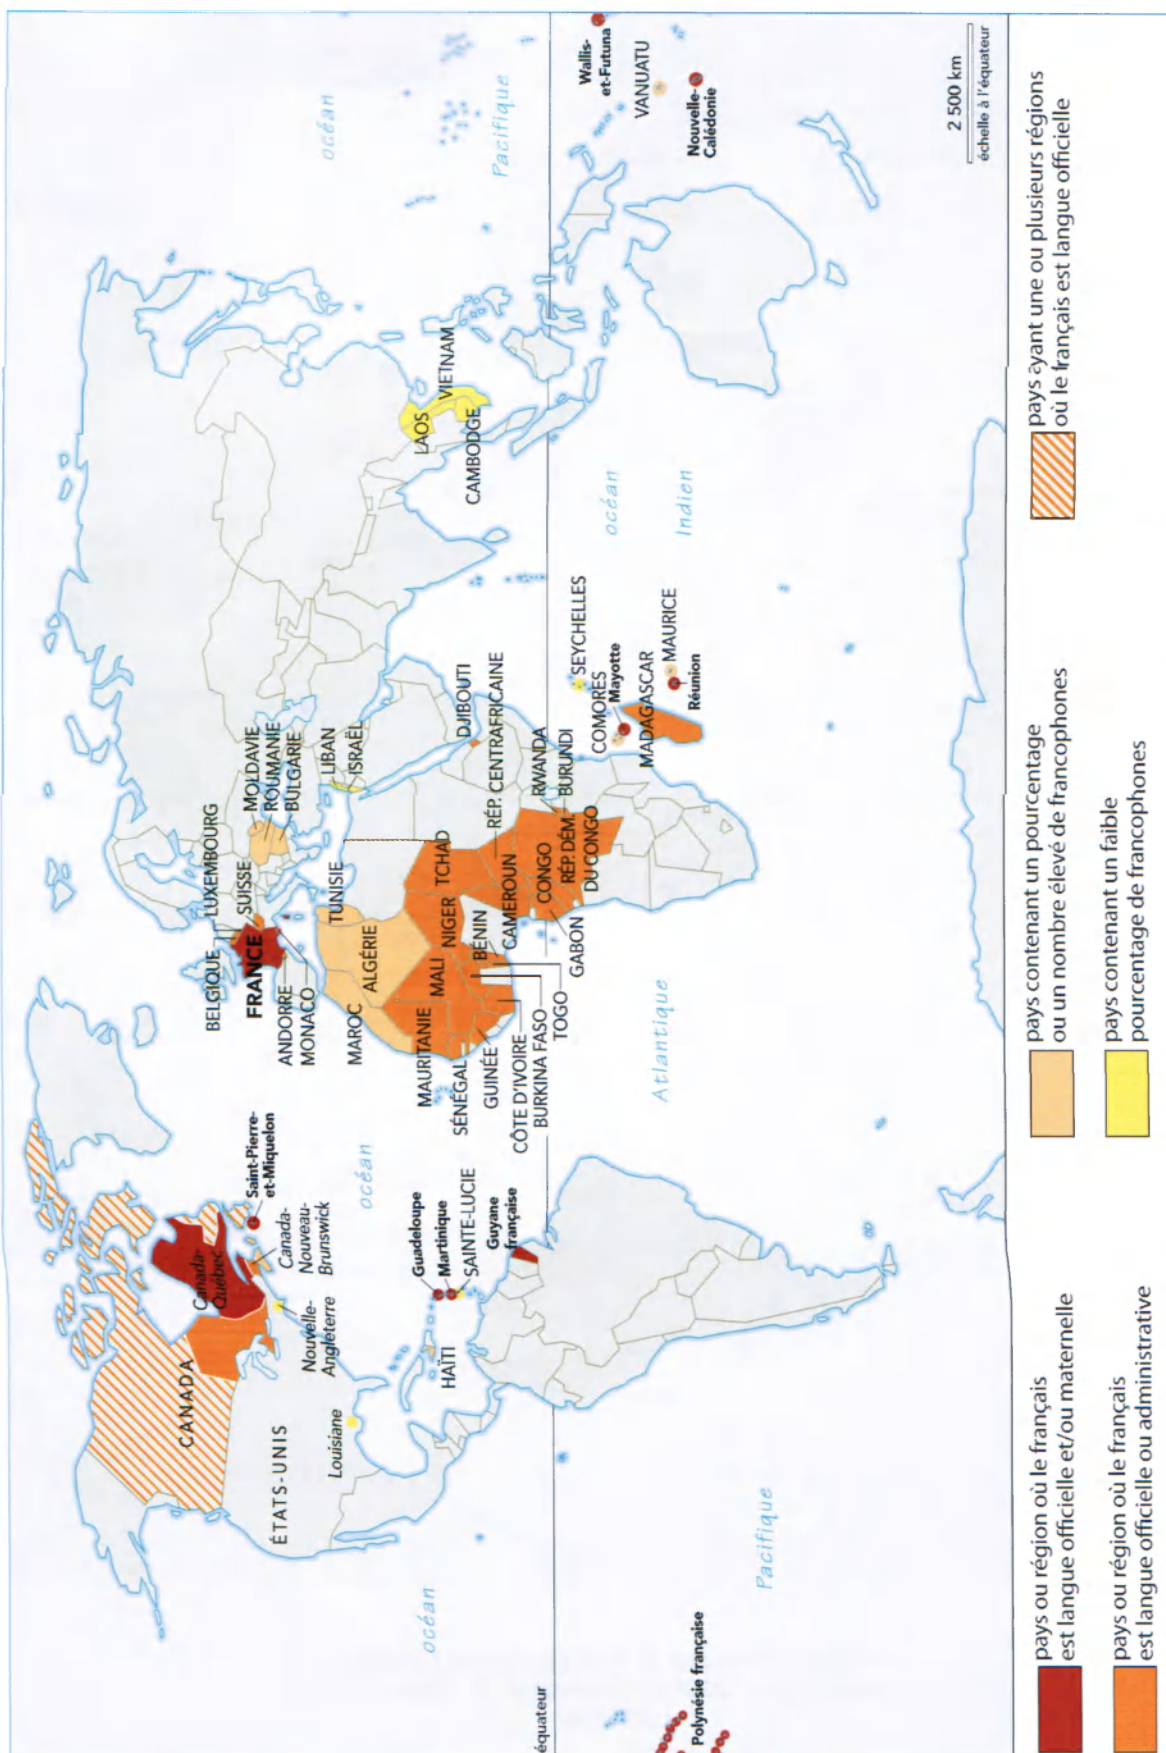 océan
Pacifique
Wallis-
et-Futuna
VANUATU
Nouvelle-
Calédonie
2 500 km
échelle à l'équateur
LAOS
VIETNAM
CAMBODGE
océan
Indien
BELGIQUE
LUXEMBOURG
SUISSE
FRANCE
MOLDAVIE
ROUMANIE
BULGARIE
ANDORRE
MONACO
LIBAN
ISRAËL
TUNISIE
ALGÉRIE
MAROC
MAURITANIE
MALI
NIGER
TCHAD
SÉNÉGAL
GUINÉE
CÔTE D'IVOIRE
BURKINA FASO
TOGO
BÉNIN
CAMEROUN
GABON
CONGO
RÉP. DÉM.
DU CONGO
RÉP. CENTRAFRICAINE
DJIBOUTI
RWANDA
BURUNDI
SEYCHELLES
COMORES
Mayotte
MADAGASCAR
MAURICE
Réunion
CANADA
Canada-
Québec
Saint-Pierre-
et-Miquelon
Canada-
Nouveau-
Brunswick
Nouvelle-
Angleterre
ÉTATS-UNIS
Louisiane
océan
Atlantique
Guadeloupe
Martinique
SAINTE-LUCIE
HAÏTI
Guyane
française
océan
Pacifique
équateur
Polynésie française
pays ou région où le français
est langue officielle et/ou maternelle
pays ou région où le français
est langue officielle ou administrative
pays contenant un pourcentage
ou un nombre élevé de francophones
pays contenant un faible
pourcentage de francophones
pays ayant une ou plusieurs régions
où le français est langue officielle